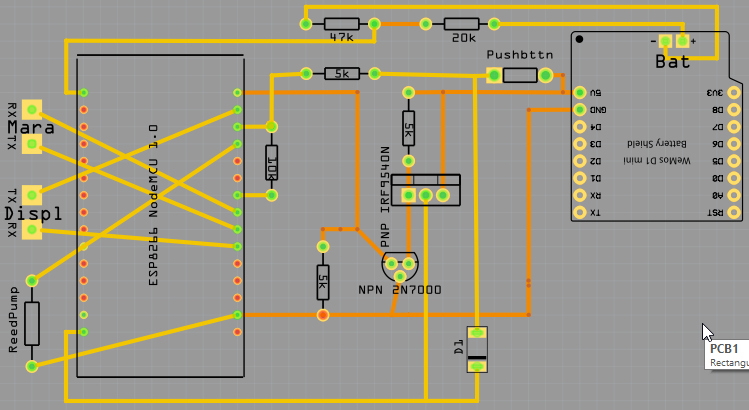 47k
20k
Pushbttn
- +
Bat
5k
5V
GND
D4
D3
D2
D1
RX
TX
3V3
D8
D7
D6
D5
D0
A0
RST
WeMos D1 mini
Battery Shield
RX
Mara
TX
TX
Displ
RX
ESP8266 NodeMCU 1.0
10k
5k
PNP IRF9540N
5k
NPN 2N7000
ReedPump
D1
PCB1
Rectangu